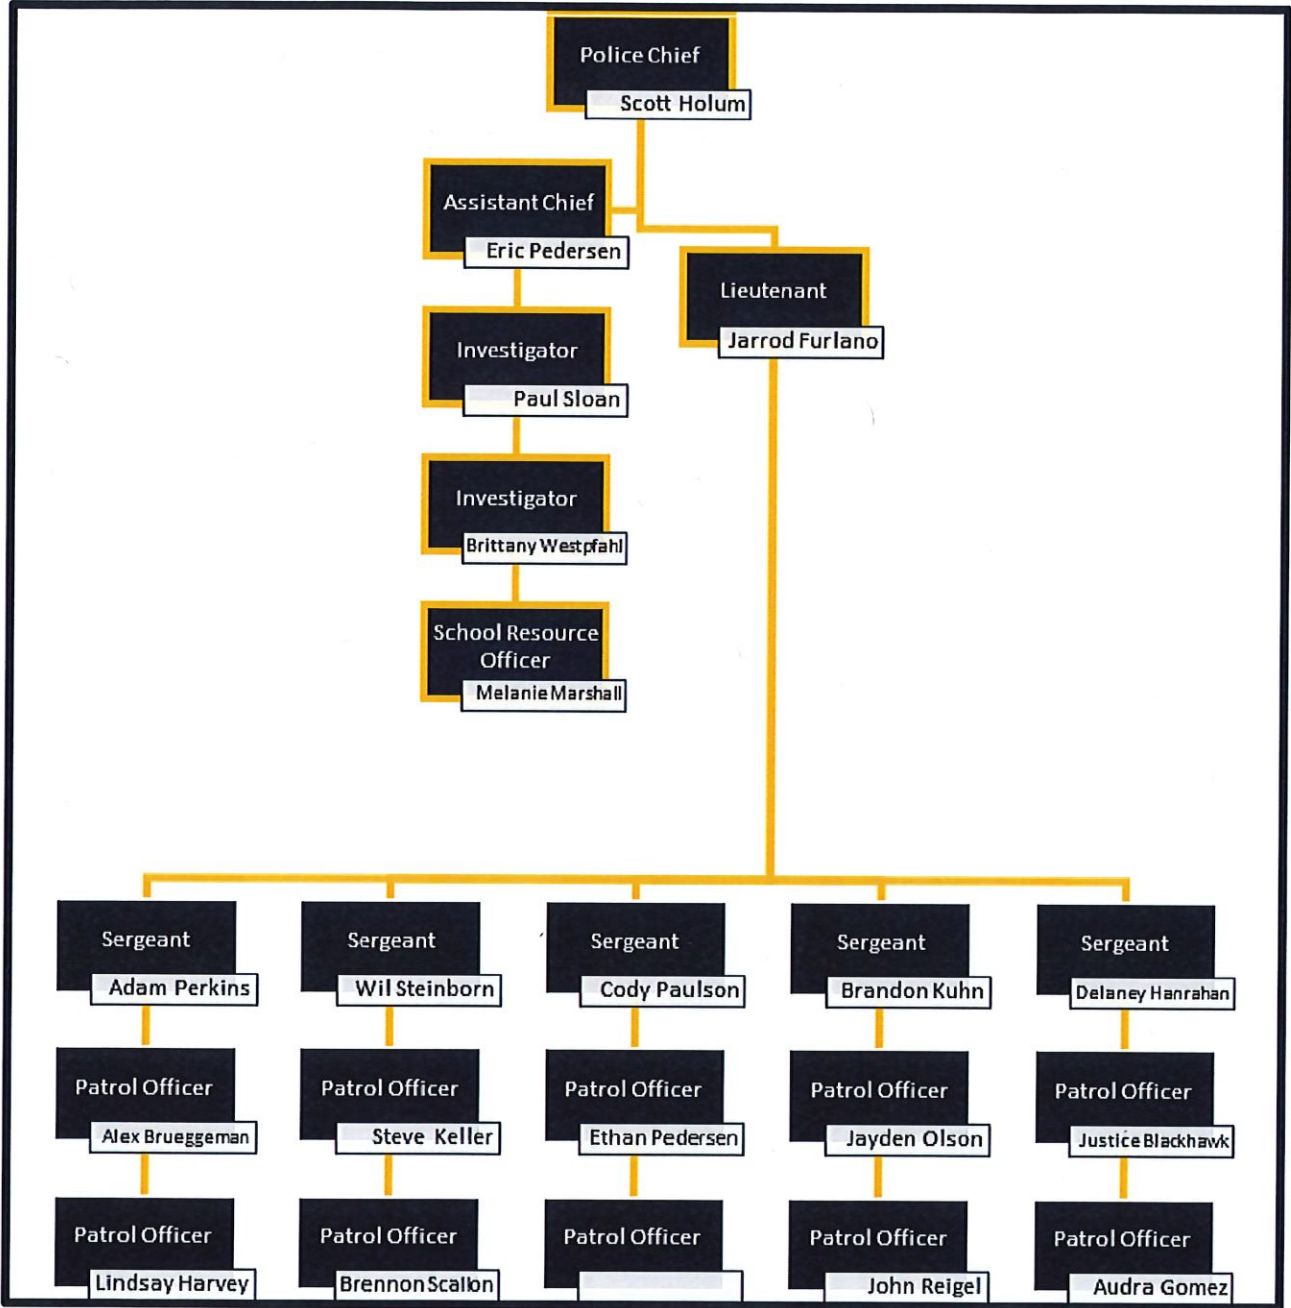 Police Chief
Scott Holum
Assistant Chief
Eric Pedersen
Lieutenant
Jarrod Furlano
Investigator
Paul Sloan
Investigator
Brittany Westpfahl
School Resource
Officer
Melanie Marshall
Sergeant
Adam Perkins
Sergeant
Wil Steinborn
Sergeant
Cody Paulson
Sergeant
Brandon Kuhn
Sergeant
Delaney Hanrahan
Patrol Officer
Alex Brueggeman
Patrol Officer
Steve Keller
Patrol Officer
Ethan Pedersen
Patrol Officer
Jayden Olson
Patrol Officer
Justice Blackhawk
Patrol Officer
Lindsay Harvey
Patrol Officer
Brennon Scallon
Patrol Officer
Patrol Officer
John Reigel
Patrol Officer
Audra Gomez